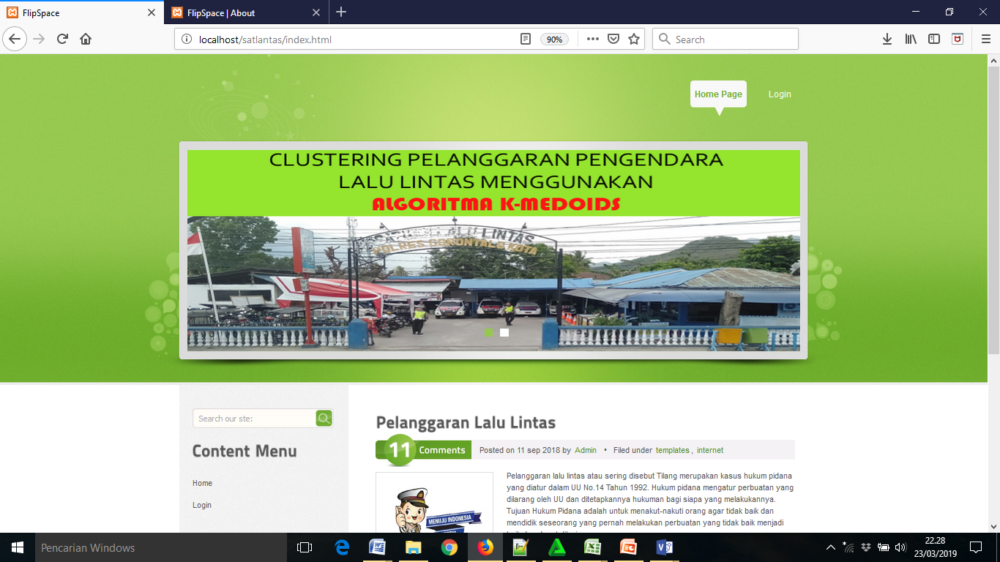 FlipSpace
FlipSpace | About
localhost/satlantas/index.html
90%
Search
Home Page
Login
CLUSTERING PELANGGARAN PENGENDARA
LALU LINTAS MENGGUNAKAN
ALGORITMA K-MEDOIDS
LALU LINTAS
POLRES GORONTALO KOTA
Search our ste:
Content Menu
Home
Login
Pelanggaran Lalu Lintas
11 Comments Posted on 11 sep 2018 by Admin • Filed under templates , internet
Pelanggaran lalu lintas atau sering disebut Tilang merupakan kasus hukum pidana
yang diatur dalam UU No.14 Tahun 1992. Hukum pidana mengatur perbuatan yang
dilarang oleh UU dan ditetapkannya hukuman bagi siapa yang melakukannya.
Tujuan Hukum Pidana adalah untuk menakut-nakuti orang agar tidak baik dan
mendidik seseorang yang pernah melakukan perbuatan yang tidak baik menjadi
MENUJU INDONESIA
Pencarian Windows
22.28
23/03/2019